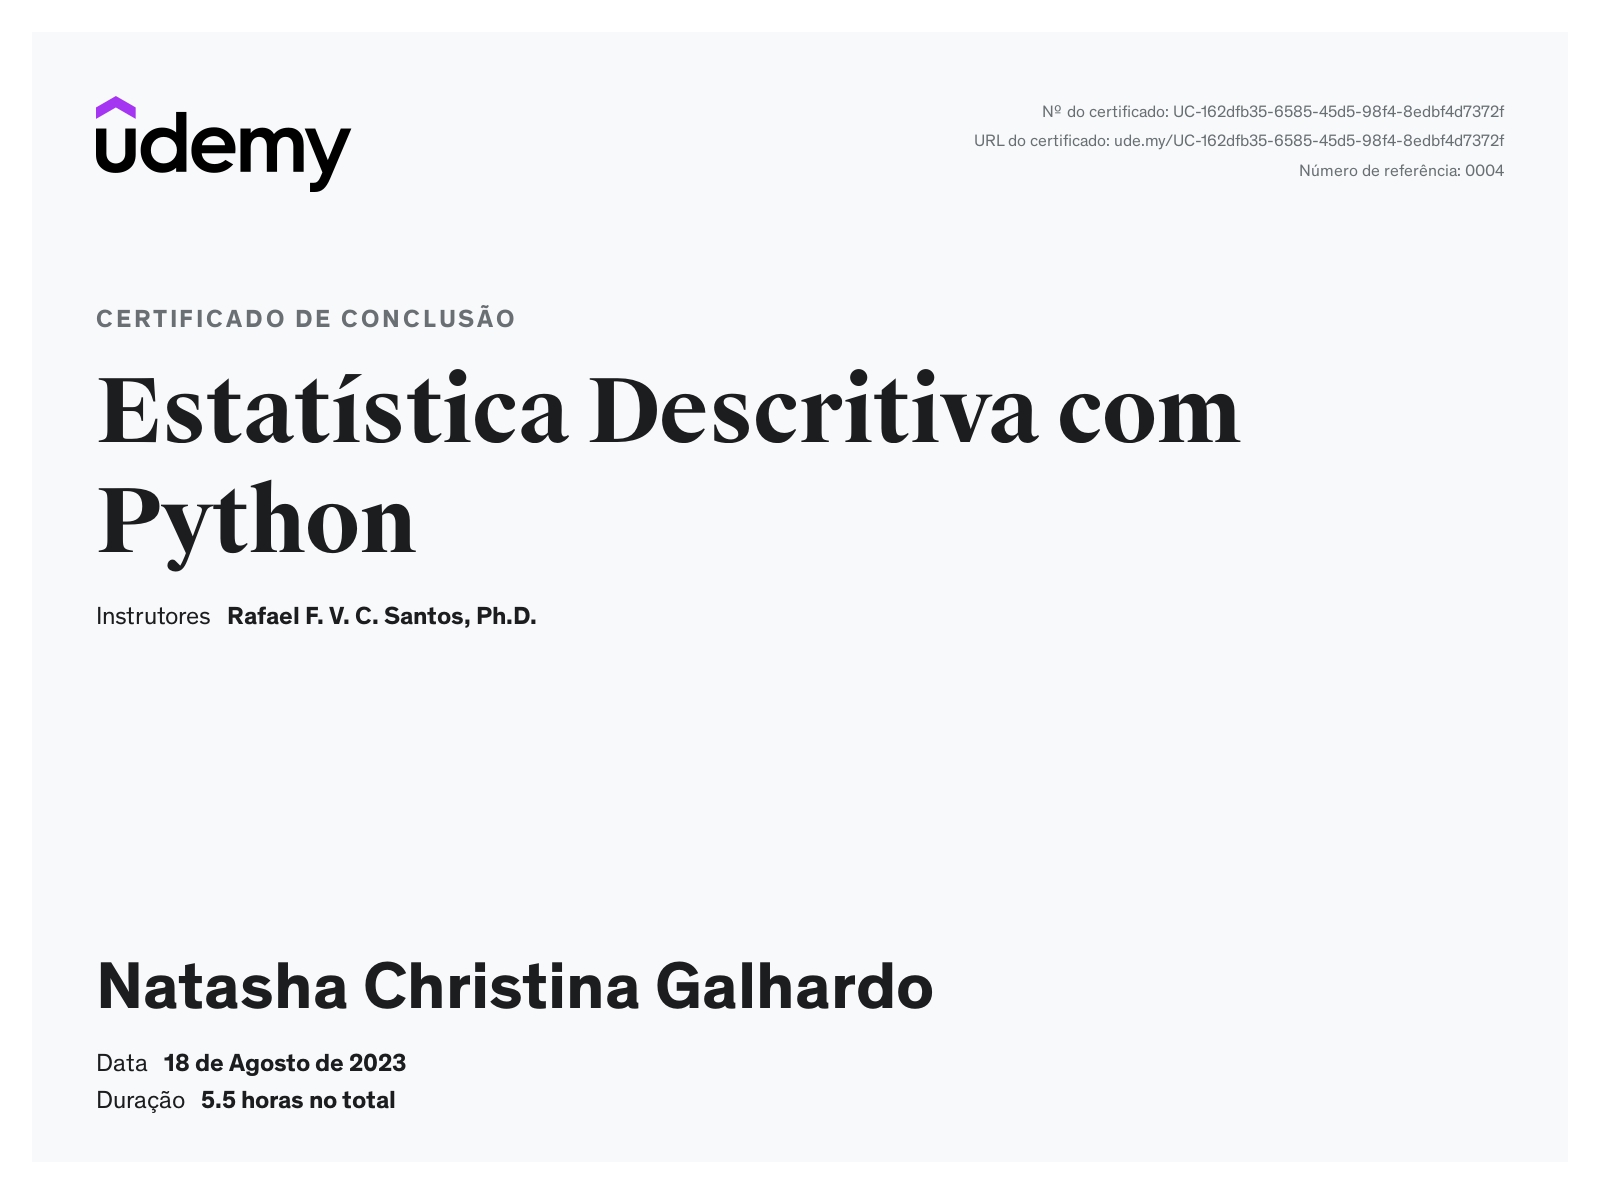 udemy
Nº do certificado: UC-162dfb35-6585-45d5-98f4-8edbf4d7372f
URL do certificado: ude.my/UC-162dfb35-6585-45d5-98f4-8edbf4d7372f
Número de referência: 0004
CERTIFICADO DE CONCLUSÃO
Estatística Descritiva com
Python
Instrutores Rafael F. V. C. Santos, Ph.D.
Natasha Christina Galhardo
Data 18 de Agosto de 2023
Duração 5.5 horas no total